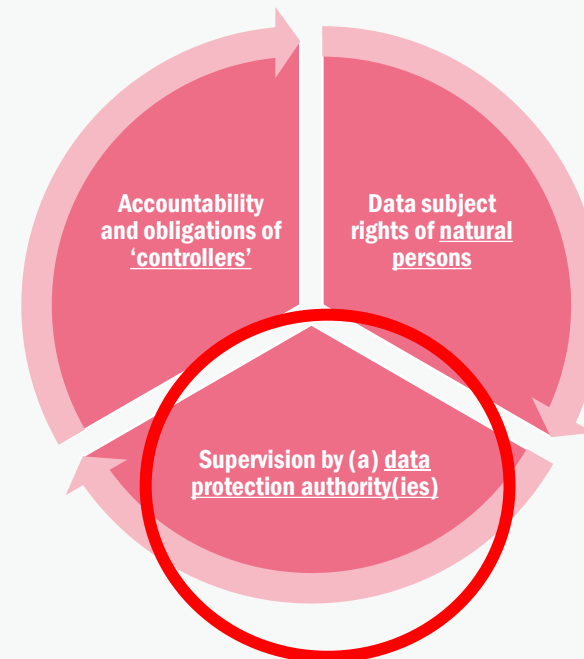 Accountability
and obligations of
‘controllers’
Data subject
rights of natural
persons
Supervision by (a) data
protection authority(ies)